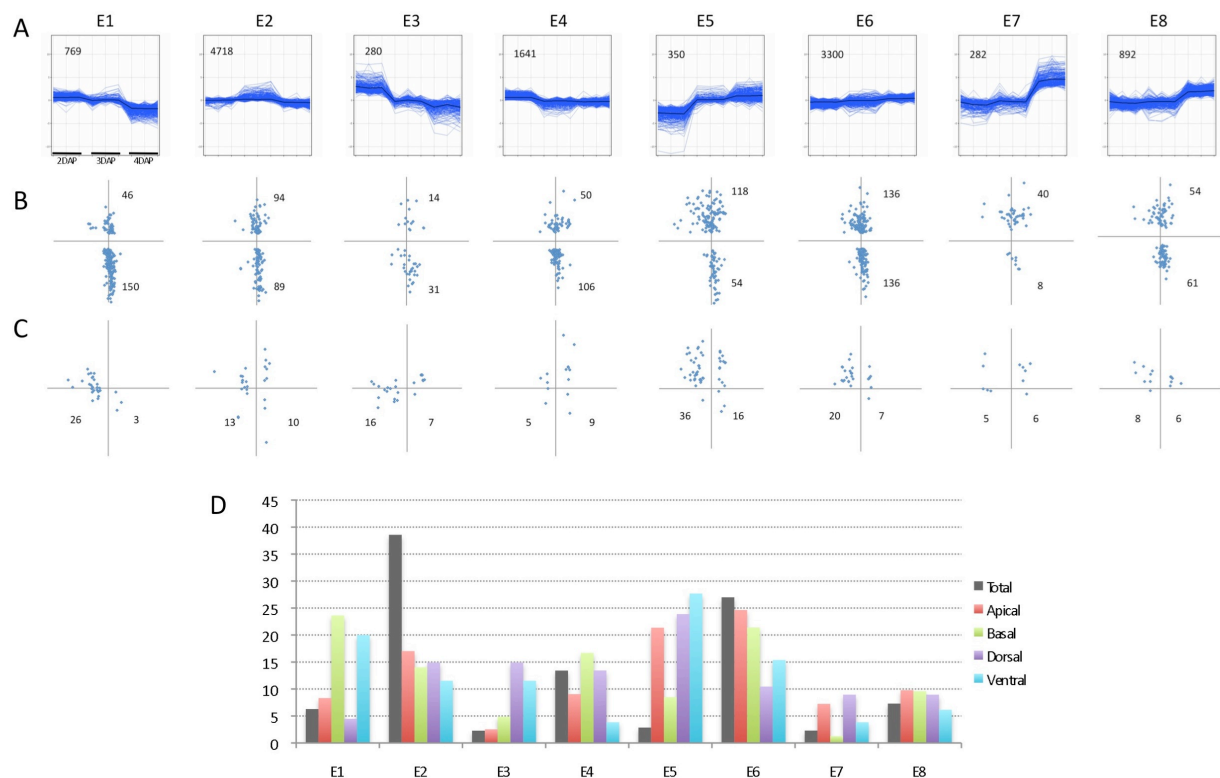 E1 E2 E3 E4 E5 E6 E7 E8
A
769 4718 280 1641 350 3300 282 892
2DAP 3DAP 4DAP
B
46 94 14 50 118 136 40 54
150 89 31 106 54 136 8 61
C
26 3 13 10 16 7 5 9 36 16 20 7 5 6 8 6
D
45
40
35
30
25
20
15
10
5
0
E1 E2 E3 E4 E5 E6 E7 E8
Total
Apical
Basal
Dorsal
Ventral